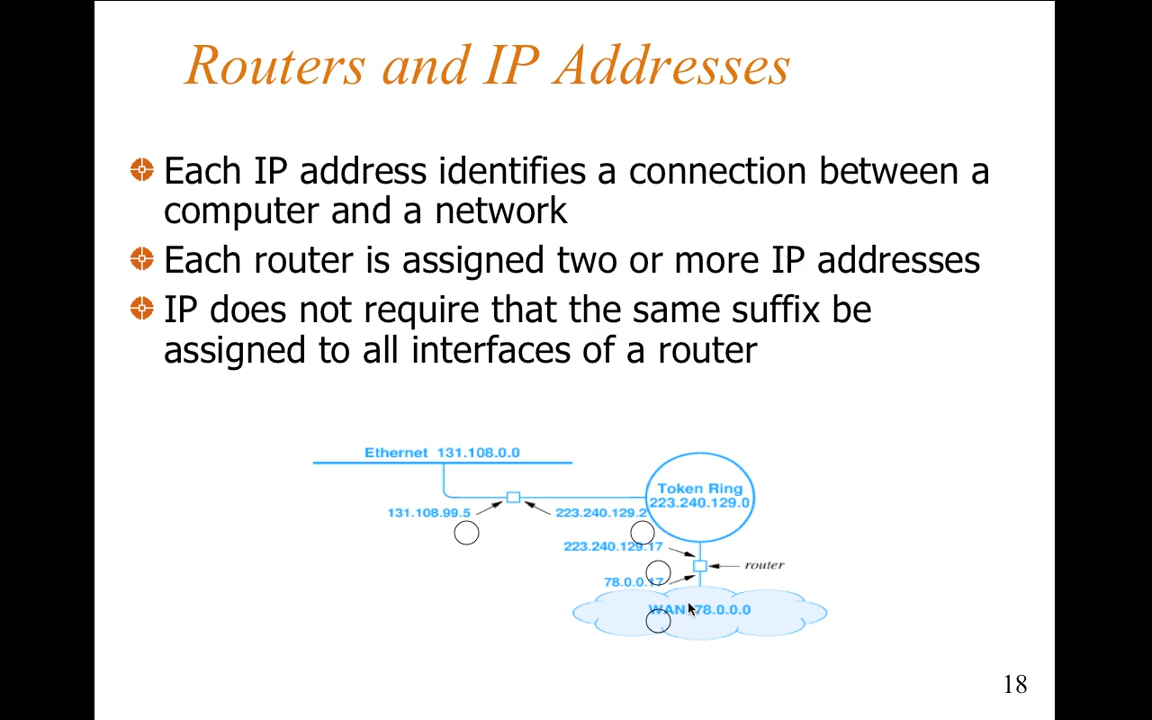 Routers and IP Addresses
Each IP address identifies a connection between a
computer and a network
Each router is assigned two or more IP addresses
IP does not require that the same suffix be
assigned to all interfaces of a router
Ethernet 131.108.0.0
Token Ring
223.240.129.0
131.108.99.5
223.240.129.2
223.240.129.17
router
78.0.0.17
WAN 78.0.0.0
18